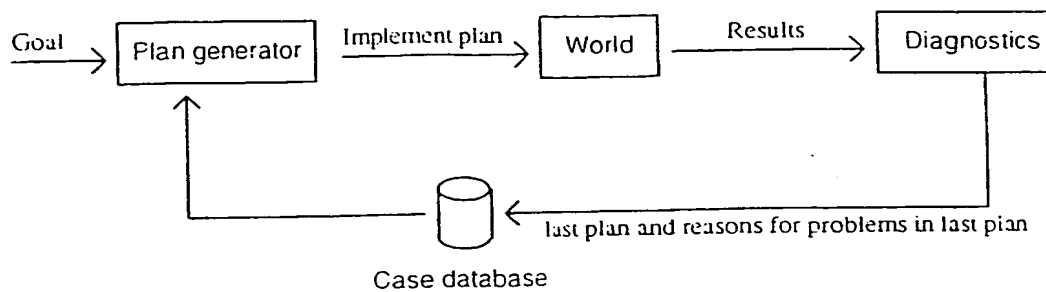 Goal
Plan generator
Implement plan
World
Results
Diagnostics
last plan and reasons for problems in last plan
Case database